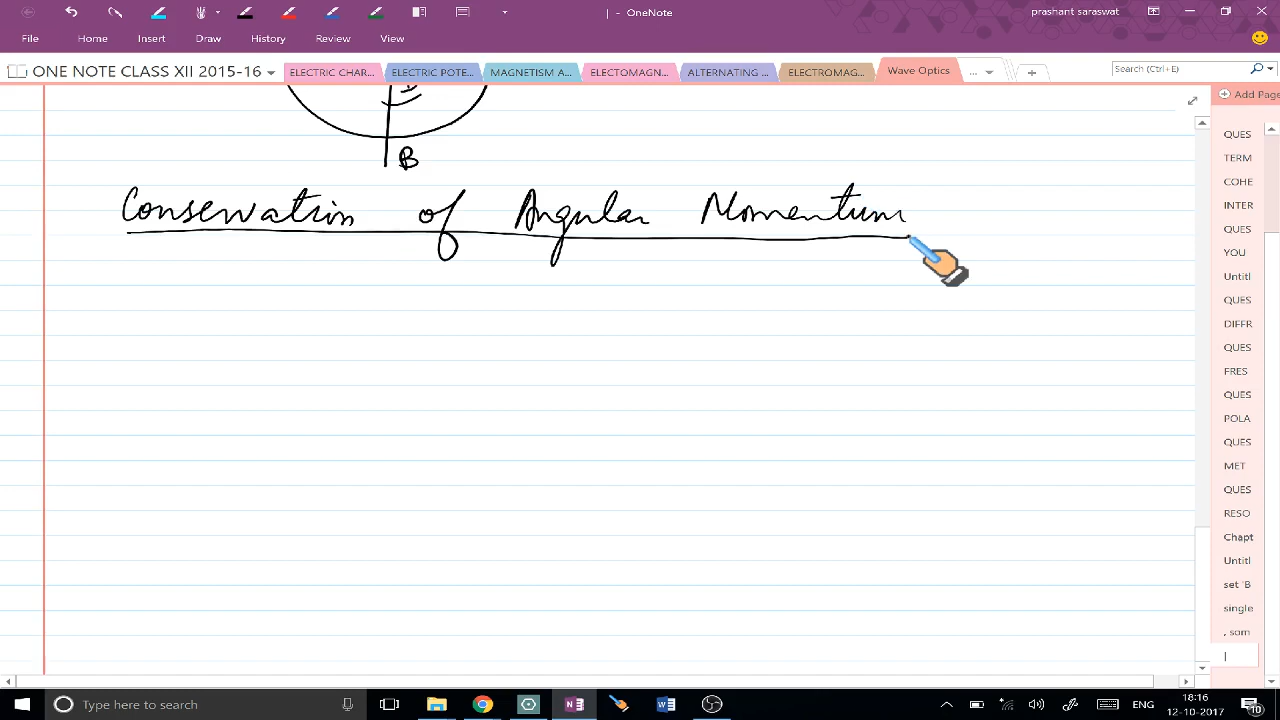 | - OneNote
prashant saraswat
File Home Insert Draw History Review View
ONE NOTE CLASS XII 2015-16
ELECTRIC CHAR... ELECTRIC POTE... MAGNETISM A... ELECTOMAGN... ALTERNATING ... ELECTROMAG... Wave Optics ...
Search (Ctrl+E)
Add Page
B
Conservation of Angular Momentum
QUES
TERM
COHE
INTER
QUES
YOU
Untitl
QUES
DIFFR
QUES
FRES
QUES
POLA
QUES
MET
QUES
RESO
Chapt
Untitl
set 'B
single
, som
|
Type here to search
ENG
18:16
12-10-2017
10